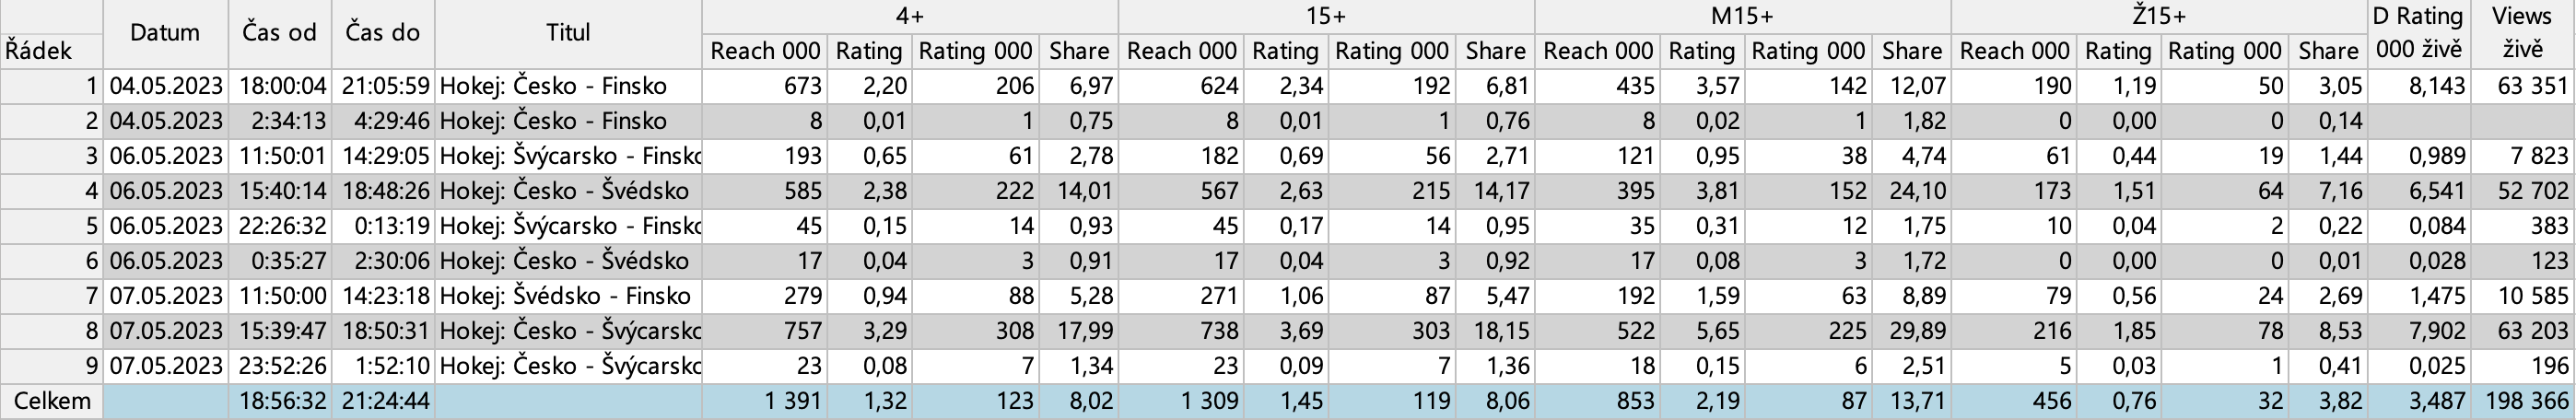 Řádek Datum Čas od Čas do Titul 4+ 15+ M15+ Ž15+ D Rating 000 živě Views živě
Reach 000 Rating Rating 000 Share Reach 000 Rating Rating 000 Share Reach 000 Rating Rating 000 Share Reach 000 Rating Rating 000 Share
1 04.05.2023 18:00:04 21:05:59 Hokej: Česko - Finsko 673 2,20 206 6,97 624 2,34 192 6,81 435 3,57 142 12,07 190 1,19 50 3,05 8,143 63 351
2 04.05.2023 2:34:13 4:29:46 Hokej: Česko - Finsko 8 0,01 1 0,75 8 0,01 1 0,76 8 0,02 1 1,82 0 0,00 0 0,14
3 06.05.2023 11:50:01 14:29:05 Hokej: Švýcarsko - Finsko 193 0,65 61 2,78 182 0,69 56 2,71 121 0,95 38 4,74 61 0,44 19 1,44 0,989 7 823
4 06.05.2023 15:40:14 18:48:26 Hokej: Česko - Švédsko 585 2,38 222 14,01 567 2,63 215 14,17 395 3,81 152 24,10 173 1,51 64 7,16 6,541 52 702
5 06.05.2023 22:26:32 0:13:19 Hokej: Švýcarsko - Finsko 45 0,15 14 0,93 45 0,17 14 0,95 35 0,31 12 1,75 10 0,04 2 0,22 0,084 383
6 06.05.2023 0:35:27 2:30:06 Hokej: Česko - Švédsko 17 0,04 3 0,91 17 0,04 3 0,92 17 0,08 3 1,72 0 0,00 0 0,01 0,028 123
7 07.05.2023 11:50:00 14:23:18 Hokej: Švédsko - Finsko 279 0,94 88 5,28 271 1,06 87 5,47 192 1,59 63 8,89 79 0,56 24 2,69 1,475 10 585
8 07.05.2023 15:39:47 18:50:31 Hokej: Česko - Švýcarsko 757 3,29 308 17,99 738 3,69 303 18,15 522 5,65 225 29,89 216 1,85 78 8,53 7,902 63 203
9 07.05.2023 23:52:26 1:52:10 Hokej: Česko - Švýcarsko 23 0,08 7 1,34 23 0,09 7 1,36 18 0,15 6 2,51 5 0,03 1 0,41 0,025 196
Celkem 18:56:32 21:24:44 1 391 1,32 123 8,02 1 309 1,45 119 8,06 853 2,19 87 13,71 456 0,76 32 3,82 3,487 198 366